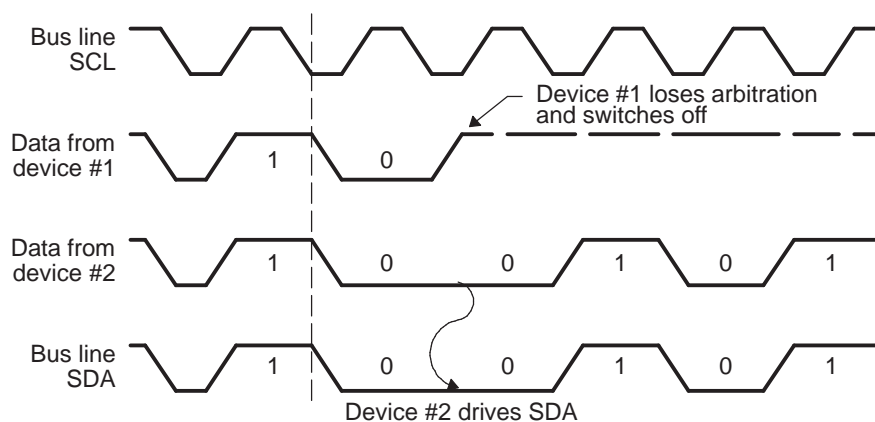 Bus line
SCL
Device #1 loses arbitration
and switches off
Data from
device #1
1 0
Data from
device #2
1 0 0 1 0 1
Bus line
SDA
1 0 0 1 0 1
Device #2 drives SDA